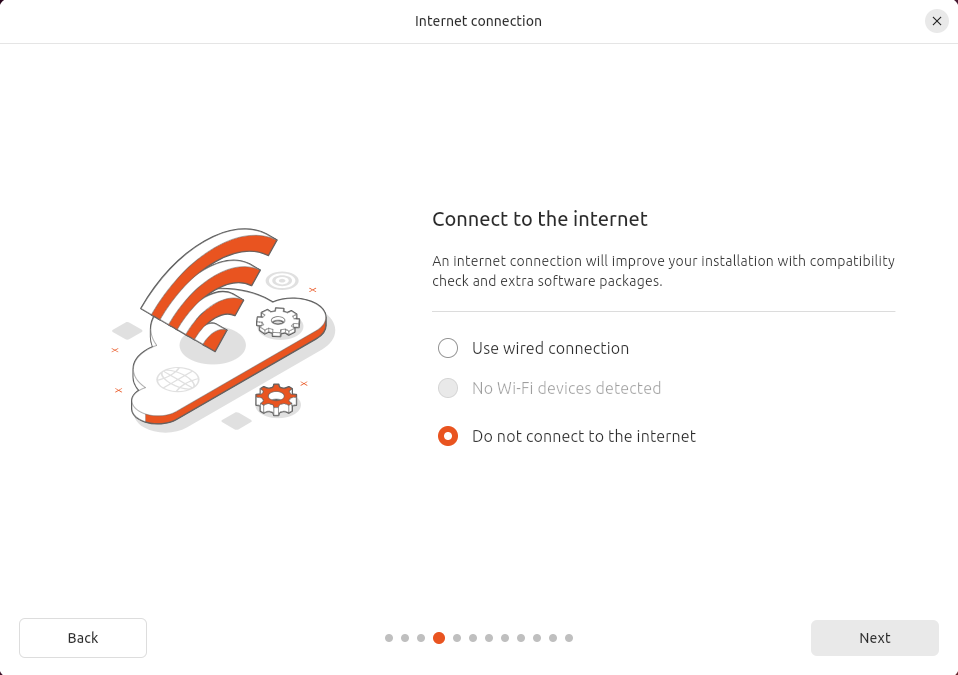 Internet connection
Connect to the internet
An internet connection will improve your installation with compatibility
check and extra software packages.
Use wired connection
No Wi-Fi devices detected
Do not connect to the internet
Back
Next